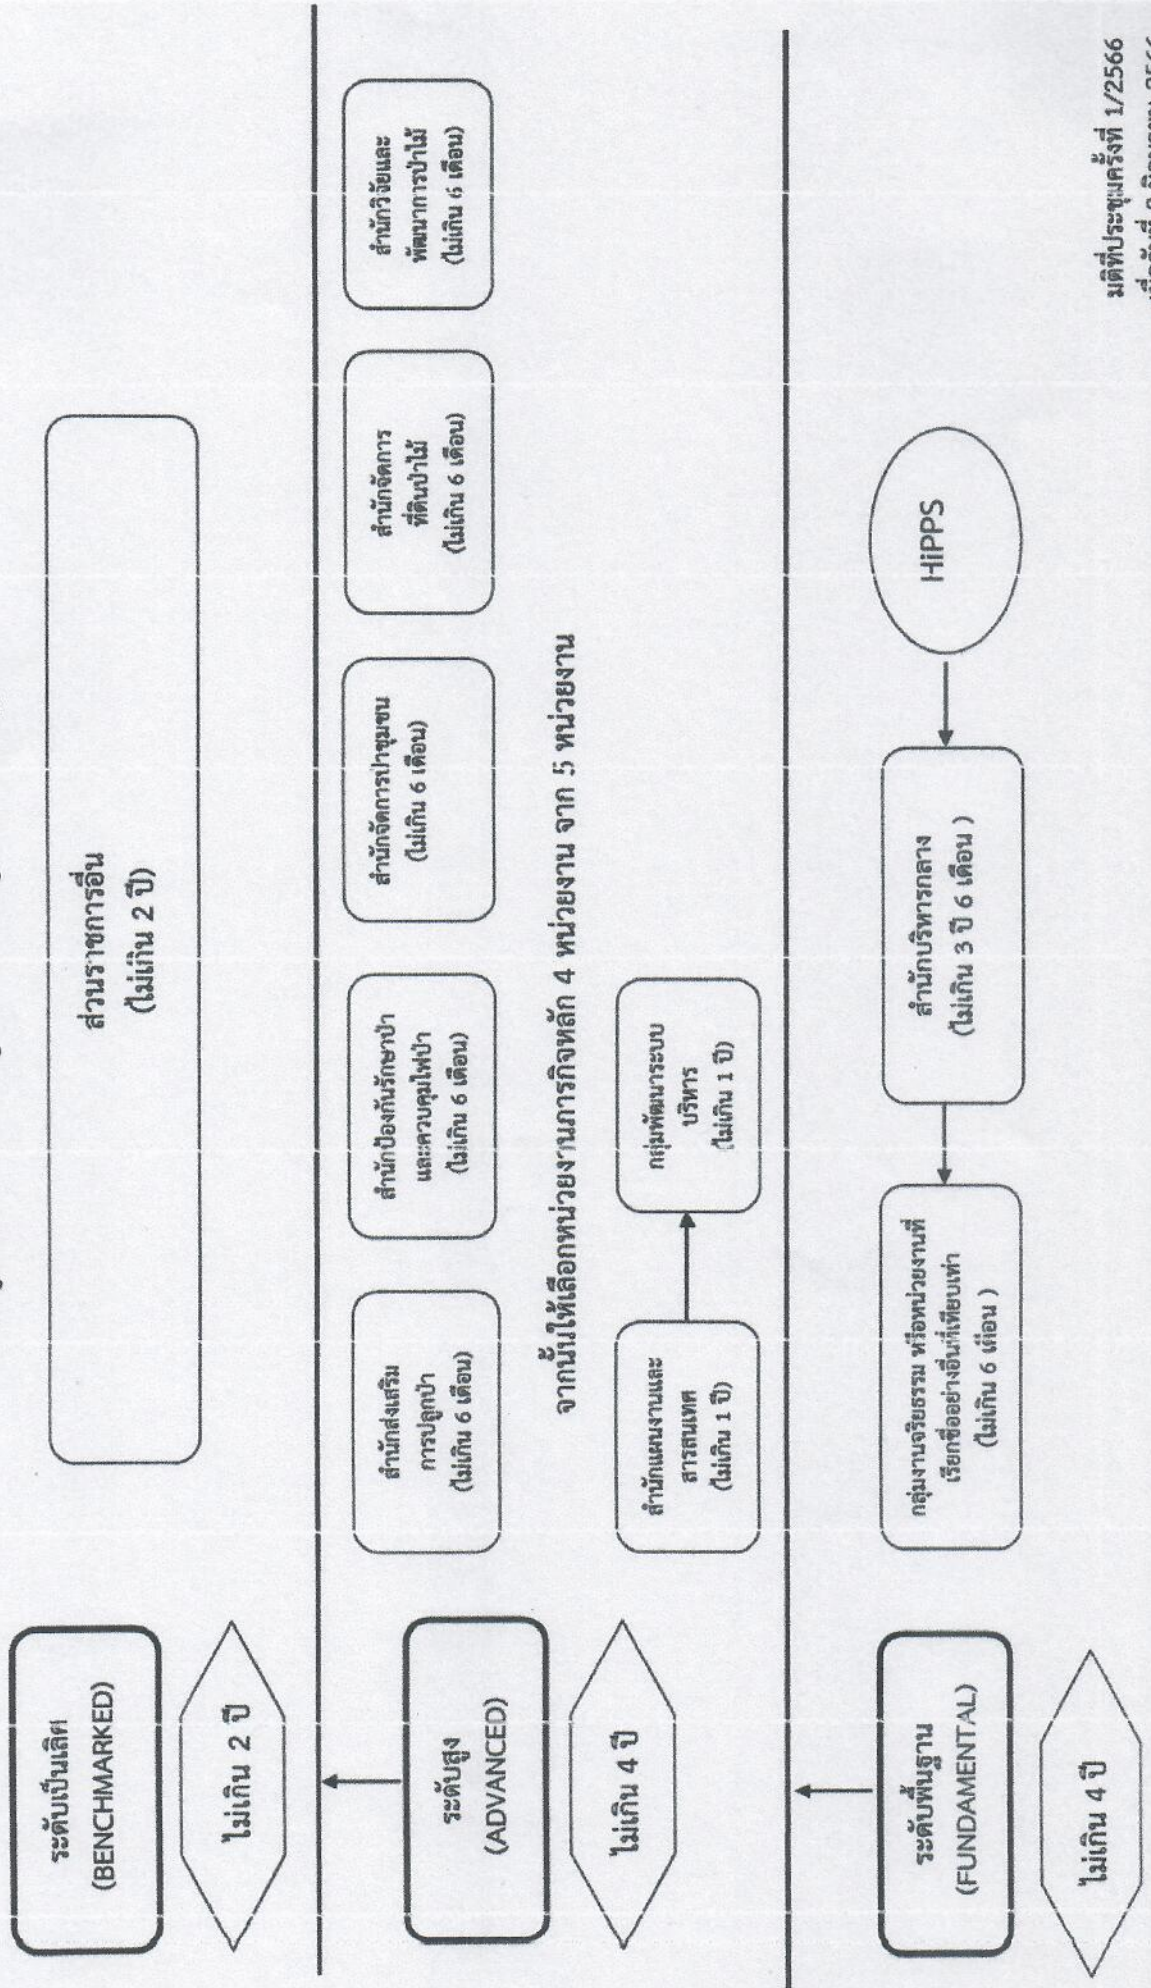 ระดับเป็นเลิศ
(BENCHMARKED)
ไม่เกิน 2 ปี
ส่วนราชการอื่น
(ไม่เกิน 2 ปี)
ระดับสูง
(ADVANCED)
ไม่เกิน 4 ปี
สำนักส่งเสริม
การปลูกป่า
(ไม่เกิน 6 เดือน)
สำนักป้องกันรักษาป่า
และควบคุมไฟป่า
(ไม่เกิน 6 เดือน)
สำนักจัดการป่าชุมชน
(ไม่เกิน 6 เดือน)
สำนักจัดการ
ที่ดินป่าไม้
(ไม่เกิน 6 เดือน)
สำนักวิจัยและ
พัฒนาการป่าไม้
(ไม่เกิน 6 เดือน)
จากนั้นให้เลือกหน่วยงานภารกิจหลัก 4 หน่วยงาน จาก 5 หน่วยงาน
สำนักแผนงานและ
สารสนเทศ
(ไม่เกิน 1 ปี)
กลุ่มพัฒนาระบบ
บริหาร
(ไม่เกิน 1 ปี)
ระดับพื้นฐาน
(FUNDAMENTAL)
ไม่เกิน 4 ปี
กลุ่มงานจริยธรรม หรือหน่วยงานที่
เรียกชื่ออย่างอื่นที่เทียบเท่า
(ไม่เกิน 6 เดือน )
สำนักบริหารกลาง
(ไม่เกิน 3 ปี 6 เดือน )
HiPPS
มติที่ประชุมครั้งที่ 1/2566